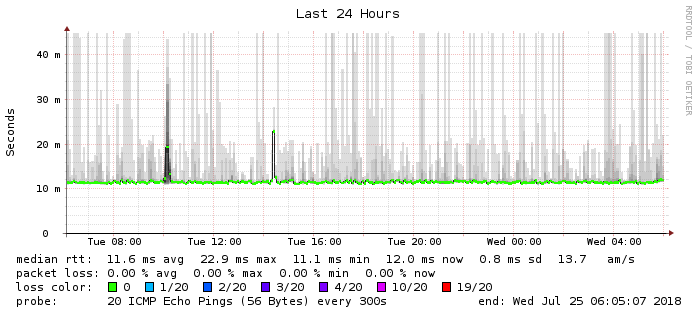 Last 24 Hours
RRDTOOL / TOBI OETIKER
Seconds
40 m
30 m
20 m
10 m
0
Tue 08:00 Tue 12:00 Tue 16:00 Tue 20:00 Wed 00:00 Wed 04:00
median rtt: 11.6 ms avg 22.9 ms max 11.1 ms min 12.0 ms now 0.8 ms sd 13.7 am/s
packet loss: 0.00 % avg 0.00 % max 0.00 % min 0.00 % now
loss color: 0 1/20 2/20 3/20 4/20 10/20 19/20
probe: 20 ICMP Echo Pings (56 Bytes) every 300s end: Wed Jul 25 06:05:07 2018